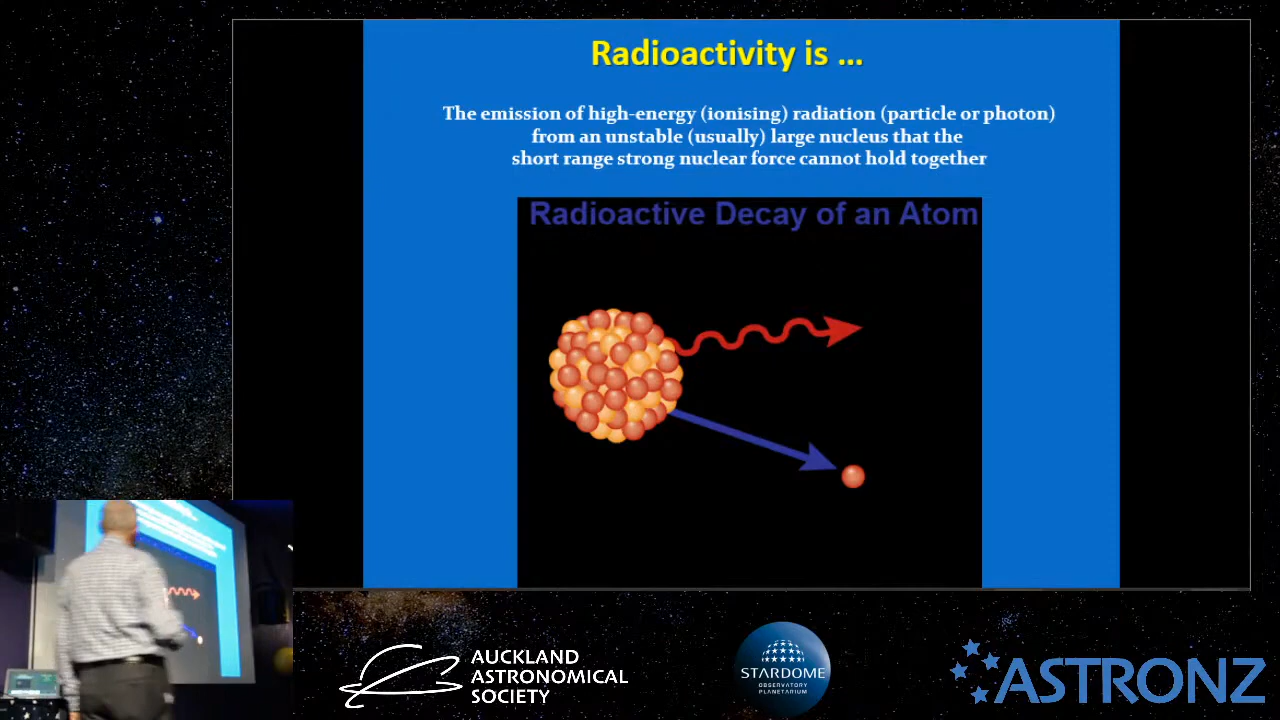 Radioactivity is ...
The emission of high-energy (ionising) radiation (particle or photon)
from an unstable (usually) large nucleus that the
short range strong nuclear force cannot hold together
Radioactive Decay of an Atom
AUCKLAND
ASTRONOMICAL
SOCIETY
STARDOME
OBSERVATORY
PLANETARIUM
ASTRONZ